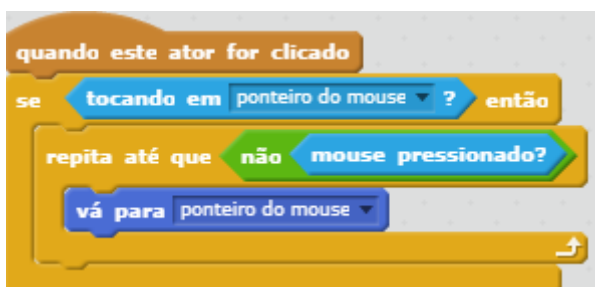 quando este ator for clicado
se tocando em ponteiro do mouse ? então
repita até que não mouse pressionado?
vá para ponteiro do mouse